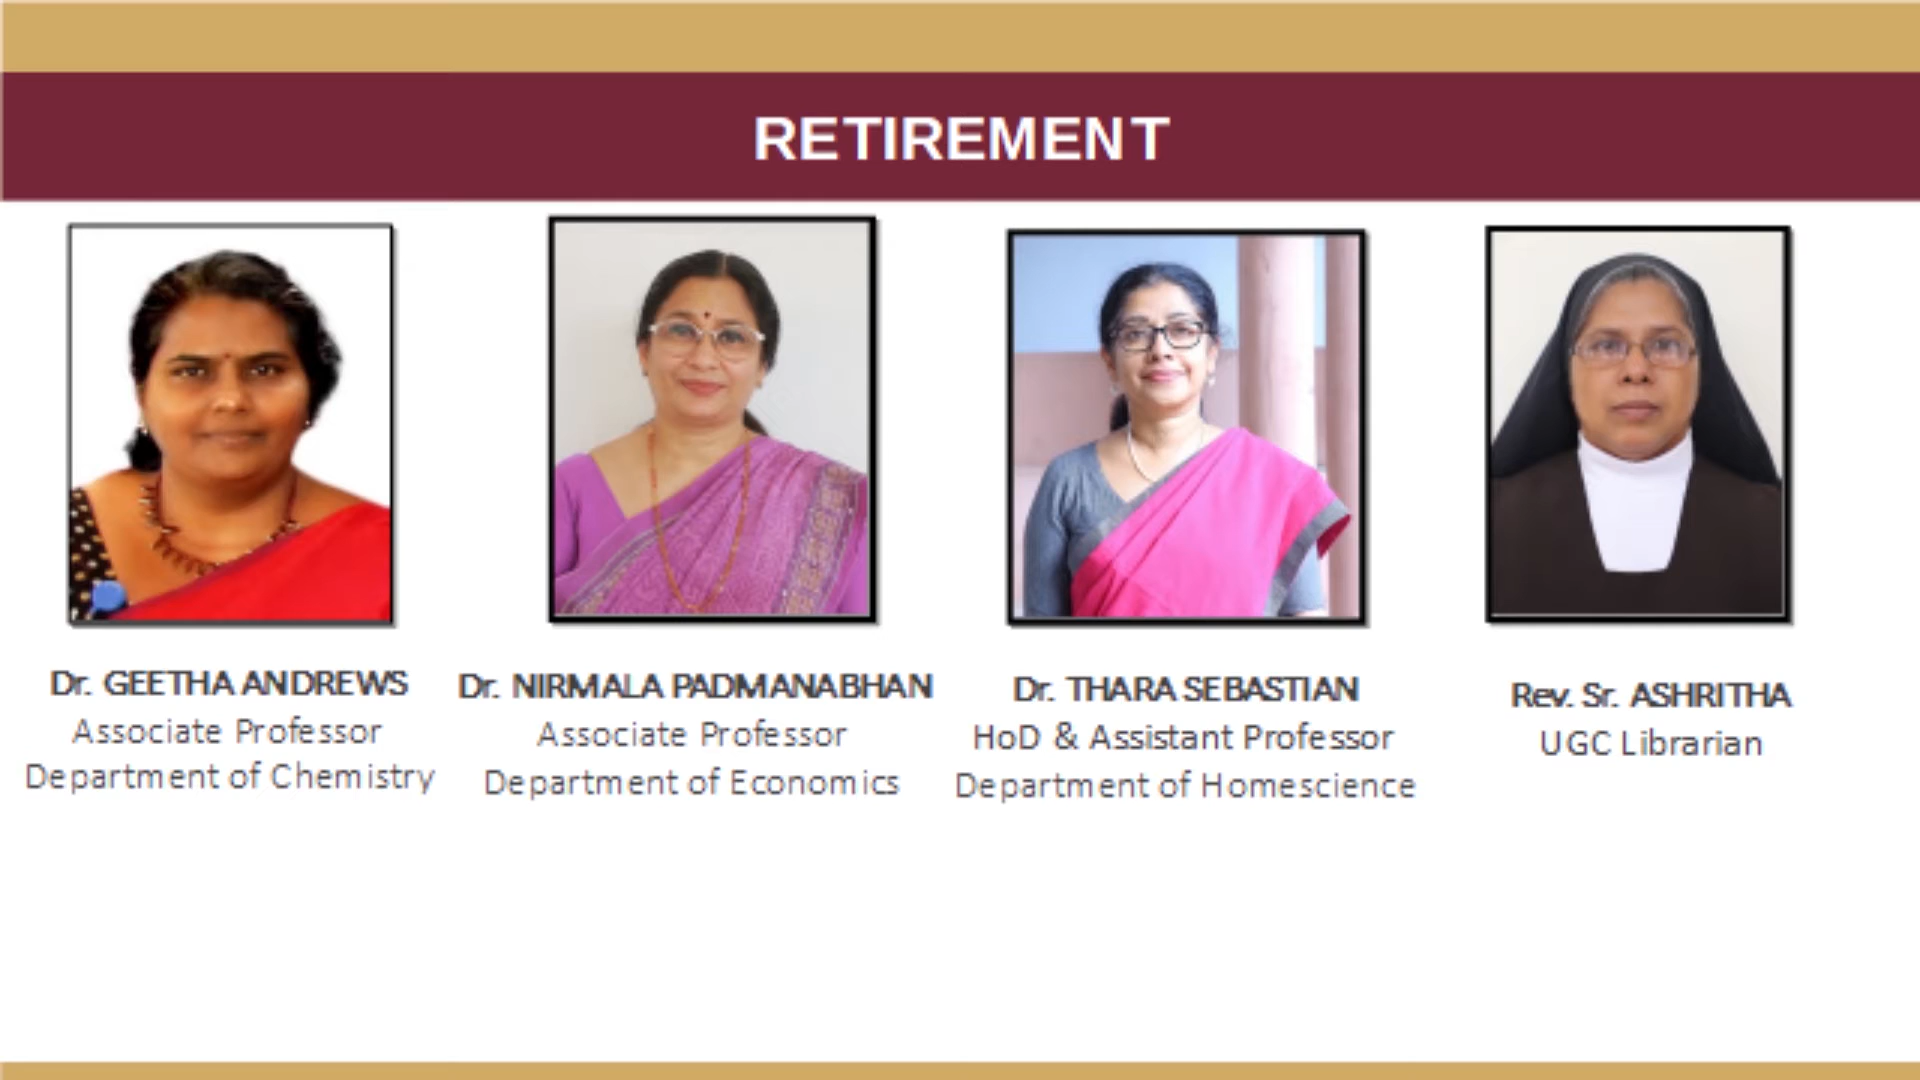 RETIREMENT
Dr. GEETHA ANDREWS
Associate Professor
Department of Chemistry
Dr. NIRMALA PADMANABHAN
Associate Professor
Department of Economics
Dr. THARA SEBASTIAN
HoD & Assistant Professor
Department of Homescience
Rev. Sr. ASHRITHA
UGC Librarian